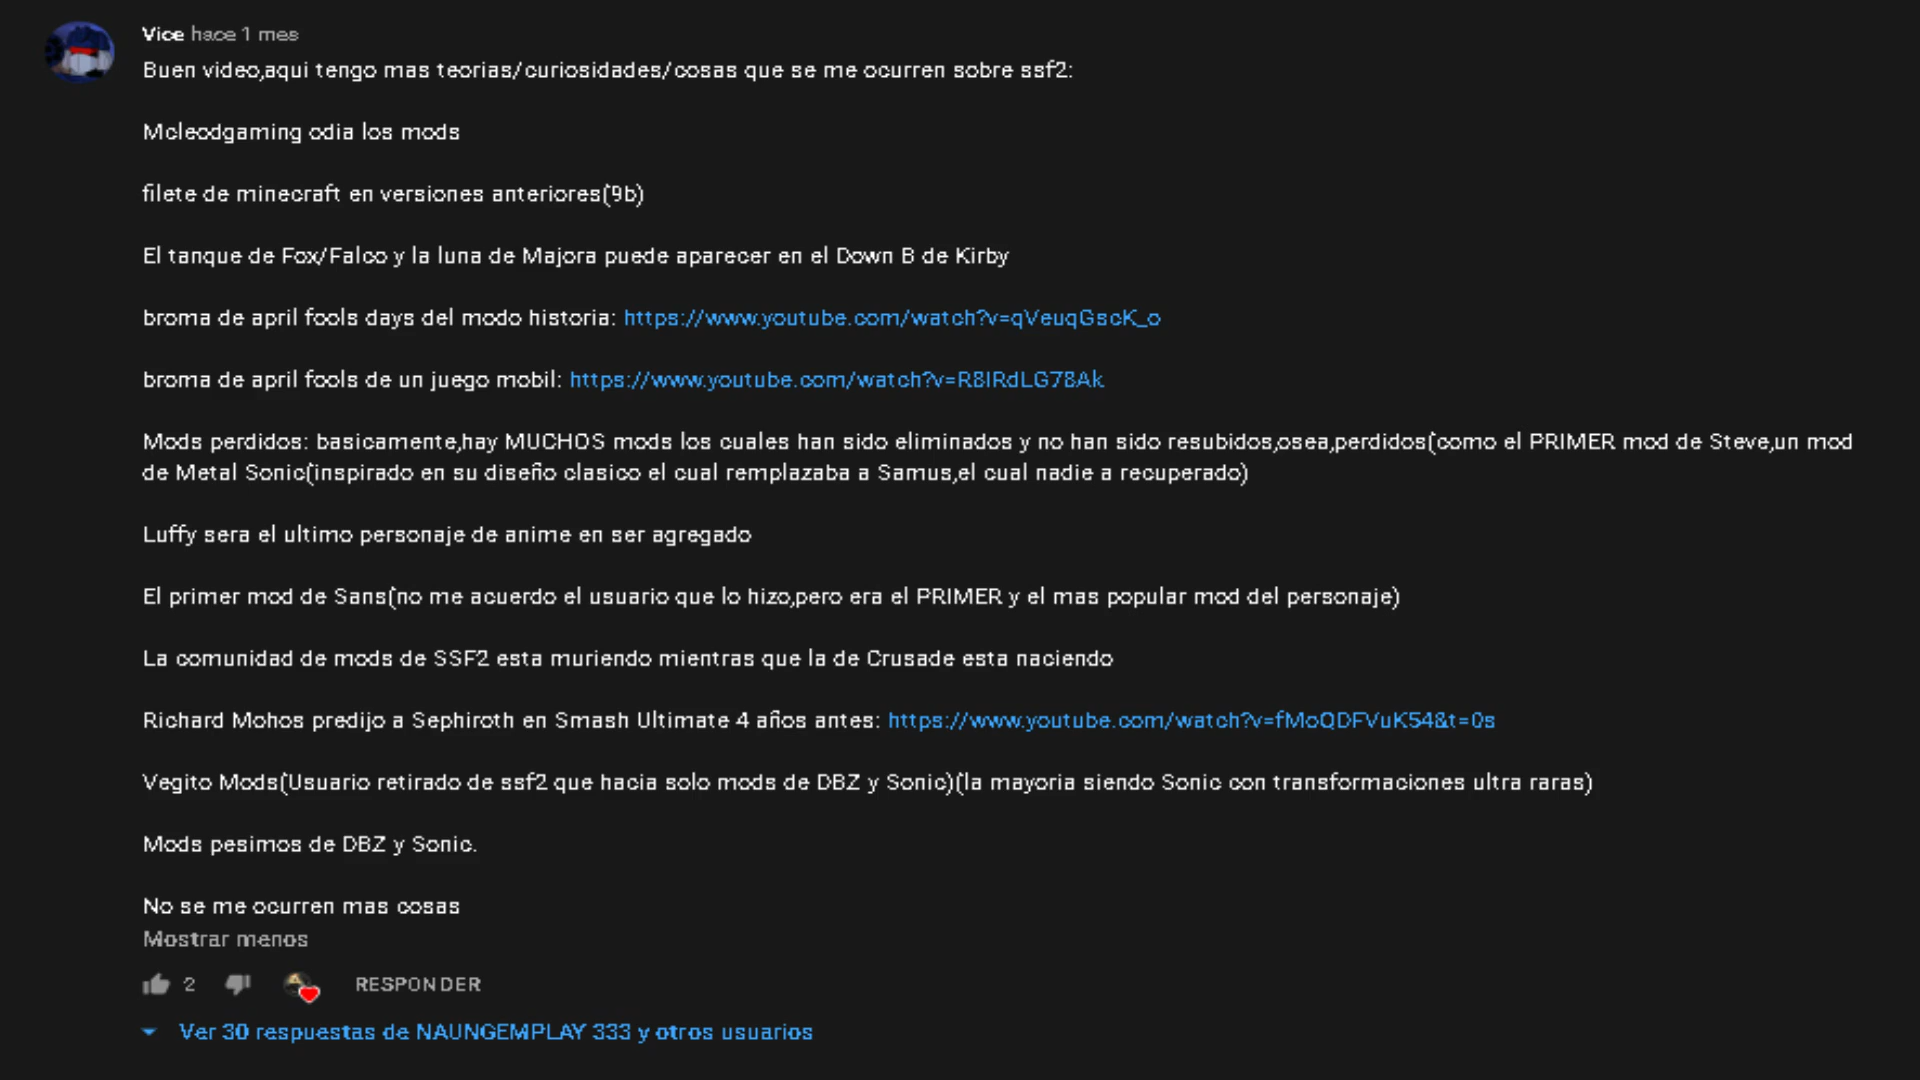 Vice hace 1 mes
Buen video,aqui tengo mas teorias/curiosidades/cosas que se me ocurren sobre ssf2:
Mcleodgaming odia los mods
filete de minecraft en versiones anteriores(9b)
El tanque de Fox/Falco y la luna de Majora puede aparecer en el Down B de Kirby
broma de april fools days del modo historia: https://www.youtube.com/watch?v=qVeuqGscK_o
broma de april fools de un juego mobil: https://www.youtube.com/watch?v=R8IRdLG78Ak
Mods perdidos: basicamente,hay MUCHOS mods los cuales han sido eliminados y no han sido resubidos,osea,perdidos(como el PRIMER mod de Steve,un mod
de Metal Sonic(inspirado en su diseño clasico el cual remplazaba a Samus,el cual nadie a recuperado)
Luffy sera el ultimo personaje de anime en ser agregado
El primer mod de Sans(no me acuerdo el usuario que lo hizo,pero era el PRIMER y el mas popular mod del personaje)
La comunidad de mods de SSF2 esta muriendo mientras que la de Crusade esta naciendo
Richard Mohos predijo a Sephiroth en Smash Ultimate 4 años antes: https://www.youtube.com/watch?v=fMoQDFVuK54&t=0s
Vegito Mods(Usuario retirado de ssf2 que hacia solo mods de DBZ y Sonic)(la mayoria siendo Sonic con transformaciones ultra raras)
Mods pesimos de DBZ y Sonic.
No se me ocurren mas cosas
Mostrar menos
2 RESPONDER
Ver 30 respuestas de NAUNGEMPLAY 333 y otros usuarios